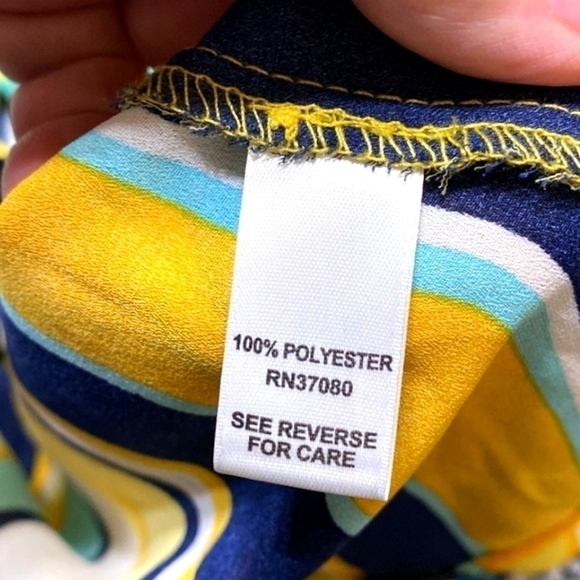 100% POLYESTER
RN37080
SEE REVERSE
FOR CARE